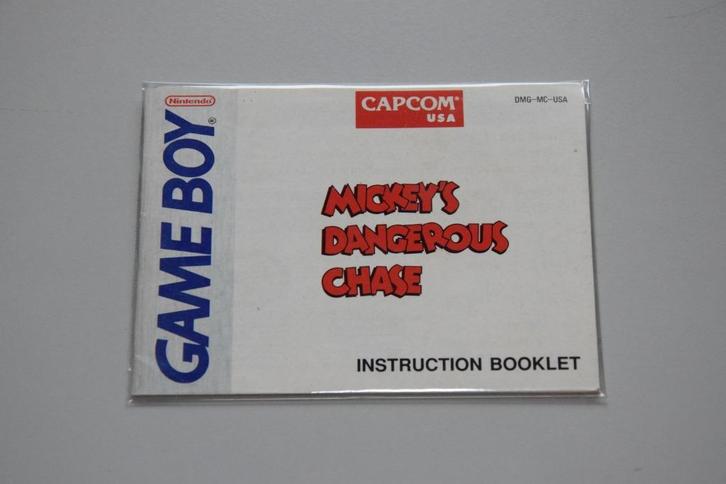 Nintendo®
GAME BOY®
CAPCOM®
USA
DMG-MC-USA
MICKEY'S
DANGEROUS
CHASE
INSTRUCTION BOOKLET